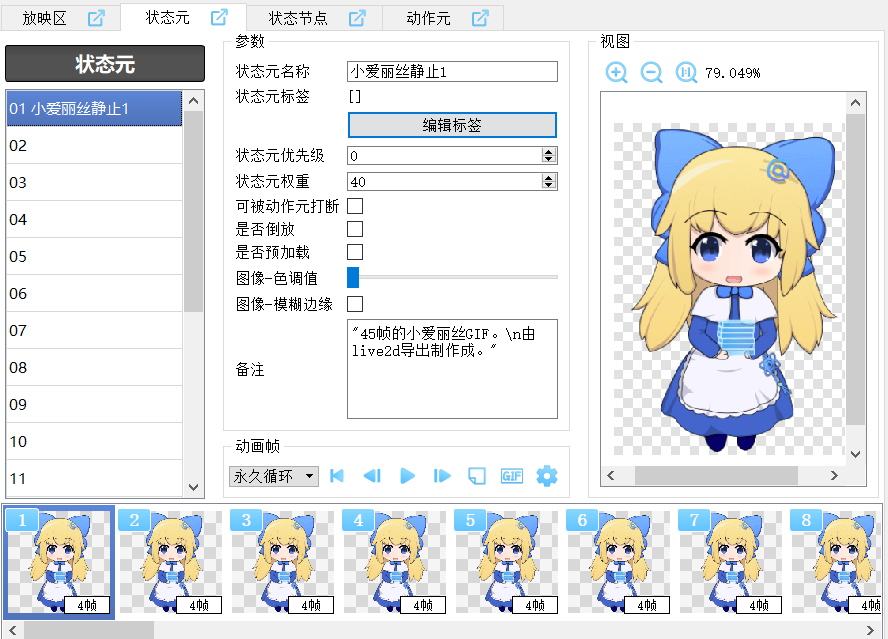 放映区
状态元
状态节点
动作元
状态元
01 小爱丽丝静止1
02
03
04
05
06
07
08
09
10
11
参数
状态元名称
小爱丽丝静止1
状态元标签
[]
编辑标签
状态元优先级
0
状态元权重
40
可被动作元打断
是否倒放
是否预加载
图像-色调值
图像-模糊边缘
备注
"45帧的小爱丽丝GIF。\n由
live2d导出制作成。"
动画帧
永久循环
GIF
视图
79.049%
@
1
4帧
2
4帧
3
4帧
4
4帧
5
4帧
6
4帧
7
4帧
8
4帧